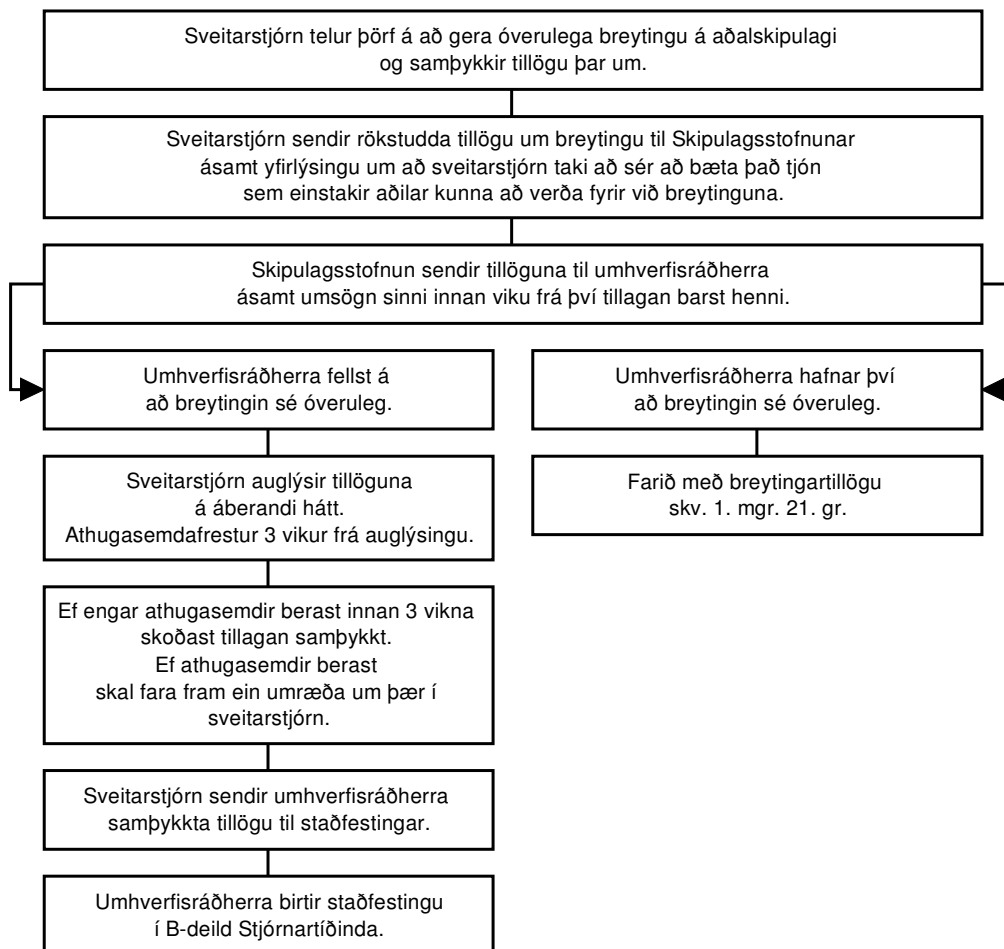 Sveitarstjórn telur þörf á að gera óverulega breytingu á aðalskipulagi
og samþykkir tillögu þar um.
Sveitarstjórn sendir rökstudda tillögu um breytingu til Skipulagsstofnunar
ásamt yfirlýsingu um að sveitarstjórn taki að sér að bæta það tjón
sem einstakir aðilar kunna að verða fyrir við breytinguna.
Skipulagsstofnun sendir tillöguna til umhverfisráðherra
ásamt umsögn sinni innan viku frá því tillagan barst henni.
Umhverfisráðherra fellst á
að breytingin sé óveruleg.
Umhverfisráðherra hafnar því
að breytingin sé óveruleg.
Sveitarstjórn auglýsir tillöguna
á áberandi hátt.
Athugasemdafrestur 3 vikur frá auglýsingu.
Farið með breytingartillögu
skv. 1. mgr. 21. gr.
Ef engar athugasemdir berast innan 3 vikna
skoðast tillagan samþykkt.
Ef athugasemdir berast
skal fara fram ein umræða um þær í
sveitarstjórn.
Sveitarstjórn sendir umhverfisráðherra
samþykkta tillögu til staðfestingar.
Umhverfisráðherra birtir staðfestingu
í B-deild Stjórnartíðinda.